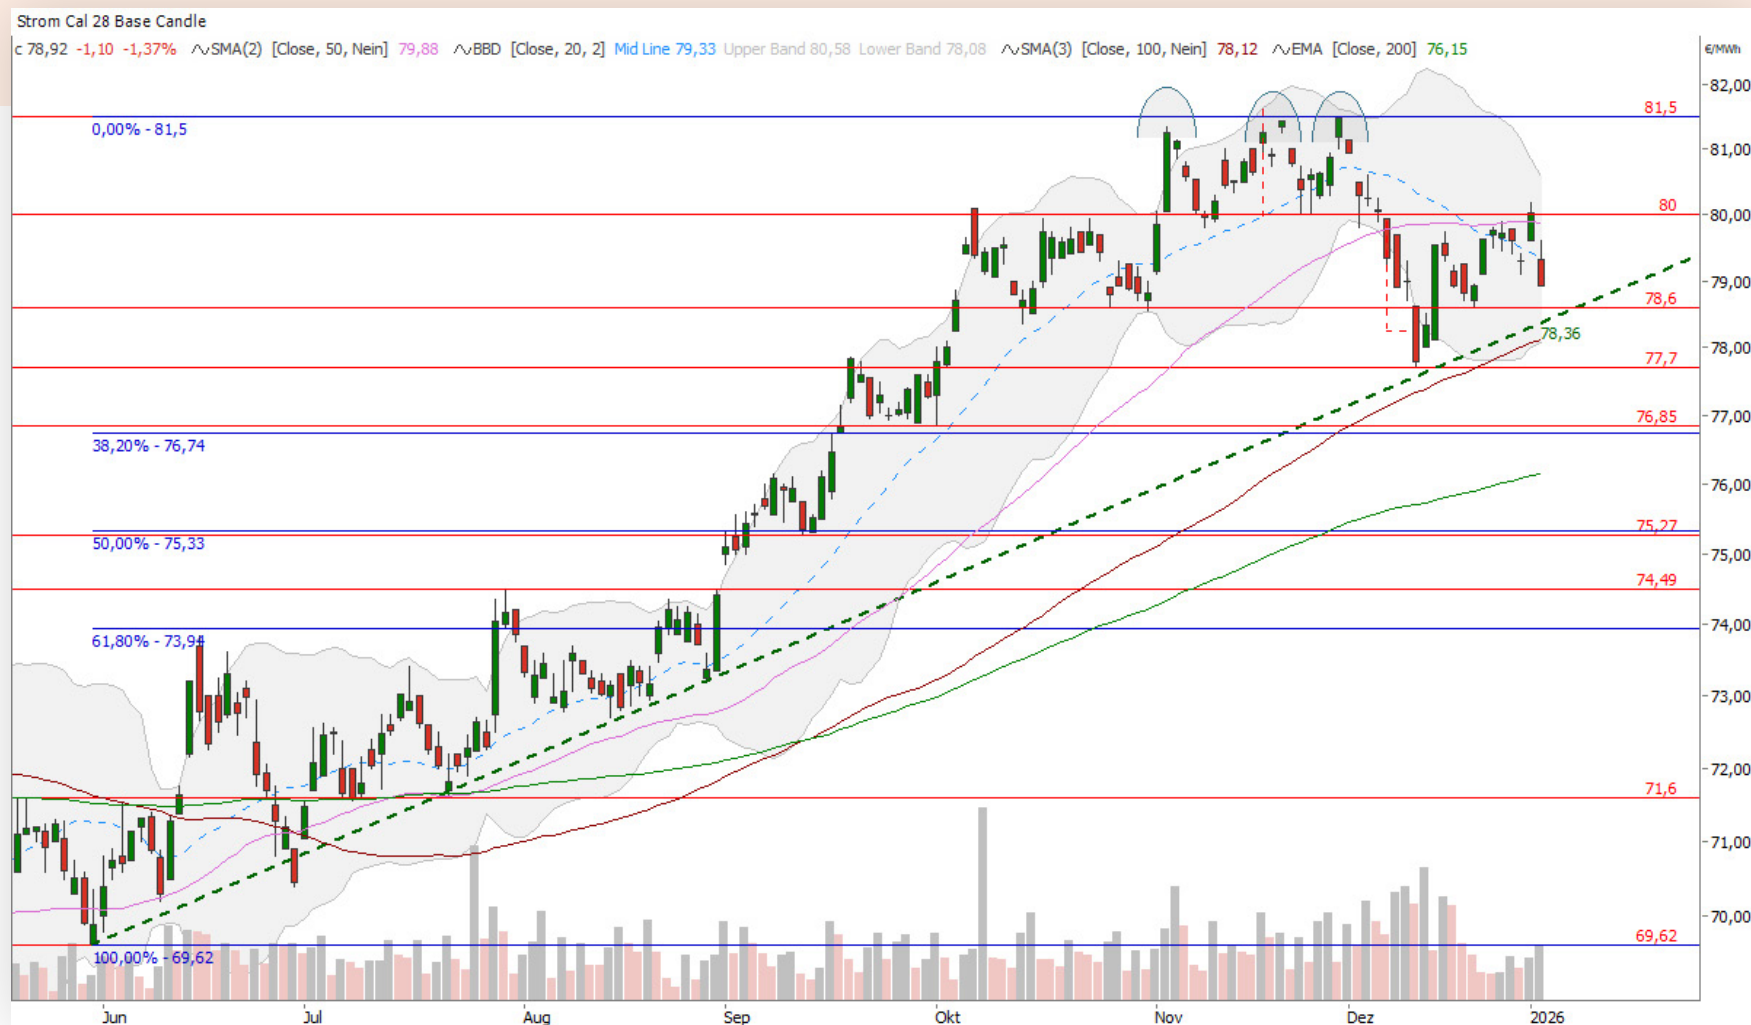 Strom Cal 28 Base Candle
c 78,92 -1,10 -1,37% SMA(2) [Close, 50, Nein] 79,88 BBD [Close, 20, 2] Mid Line 79,33 Upper Band 80,58 Lower Band 78,08 SMA(3) [Close, 100, Nein] 78,12 EMA [Close, 200] 76,15
€/MWh
82,00
81,5
0,00% - 81,5
81,00
80
80,00
79,00
78,6
78,36
78,00
77,7
77,00
76,85
38,20% - 76,74
76,00
75,27
50,00% - 75,33
75,00
74,49
74,00
61,80% - 73,94
73,00
72,00
71,6
71,00
70,00
69,62
100,00% - 69,62
Jun Jul Aug Sep Okt Nov Dez 2026